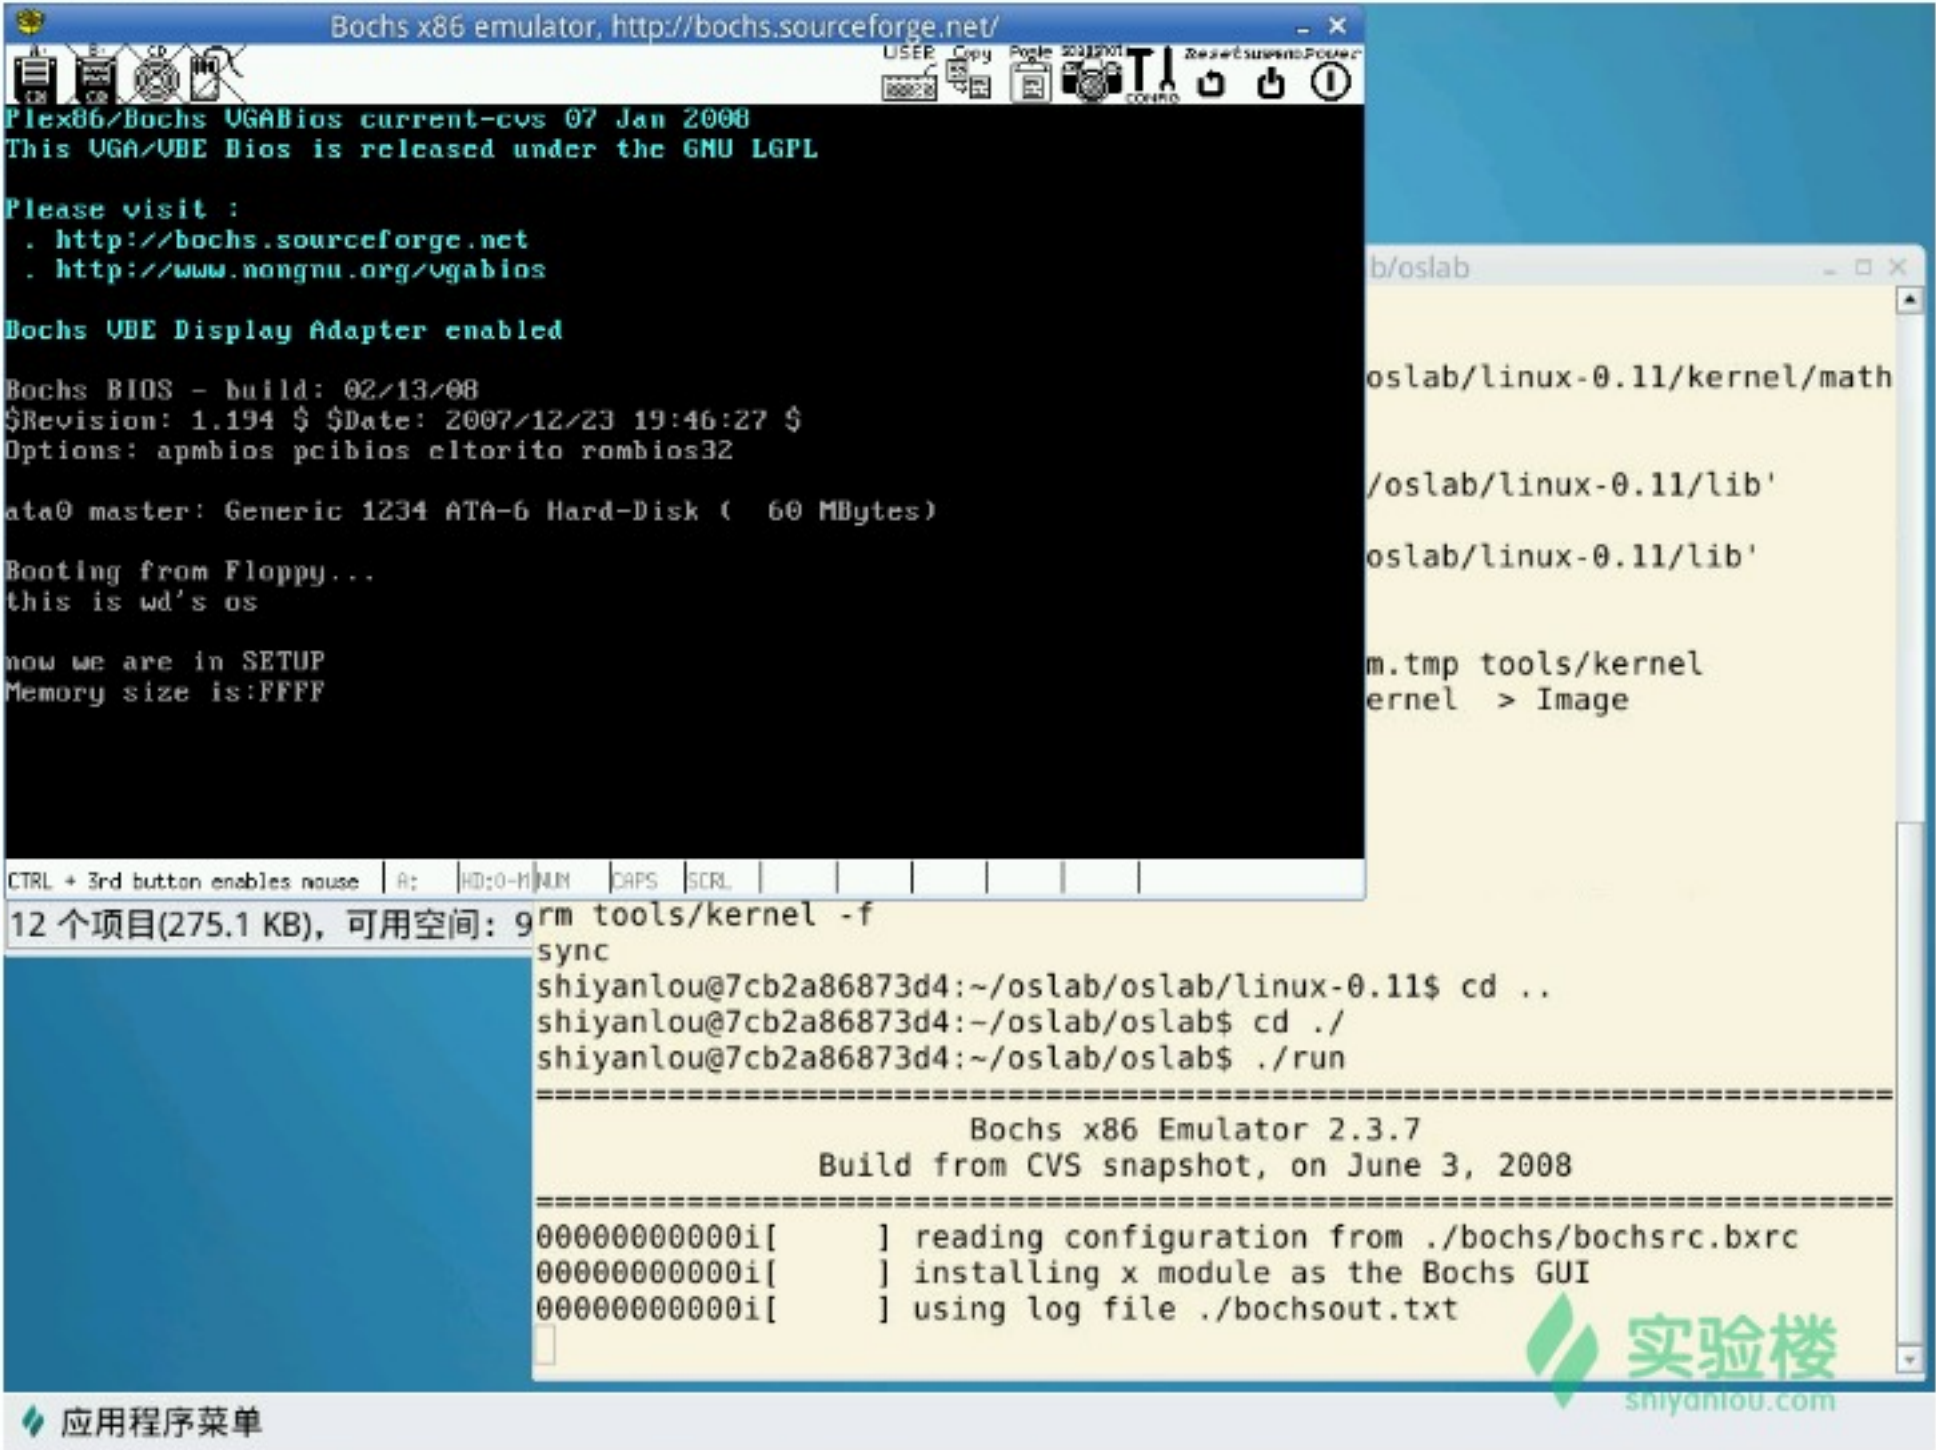 Bochs x86 emulator, http://bochs.sourceforge.net/
A: B: CD USER Copy Paste snapshot CONFIG Reset suspend Power
Plex86/Bochs VGABios current-cvs 07 Jan 2008
This VGA/VBE Bios is released under the GNU LGPL
Please visit :
. http://bochs.sourceforge.net
. http://www.nongnu.org/vgabios
Bochs VBE Display Adapter enabled
Bochs BIOS - build: 02/13/08
$Revision: 1.194 $ $Date: 2007/12/23 19:46:27 $
Options: apmbios pcibios eltorito rombios32
ata0 master: Generic 1234 ATA-6 Hard-Disk ( 60 MBytes)
Booting from Floppy...
this is wd's os
now we are in SETUP
Memory size is:FFFF
CTRL + 3rd button enables mouse A: HD:0-M NUM CAPS SCRL
12 个项目(275.1 KB)，可用空间：9
b/oslab
oslab/linux-0.11/kernel/math
/oslab/linux-0.11/lib'
oslab/linux-0.11/lib'
m.tmp tools/kernel
ernel > Image
rm tools/kernel -f
sync
shiyanlou@7cb2a86873d4:~/oslab/oslab/linux-0.11$ cd ..
shiyanlou@7cb2a86873d4:~/oslab/oslab$ cd ./
shiyanlou@7cb2a86873d4:~/oslab/oslab$ ./run
========================================================================
Bochs x86 Emulator 2.3.7
Build from CVS snapshot, on June 3, 2008
========================================================================
00000000000i[ ] reading configuration from ./bochs/bochsrc.bxrc
00000000000i[ ] installing x module as the Bochs GUI
00000000000i[ ] using log file ./bochsout.txt
实验楼
shiyanlou.com
应用程序菜单